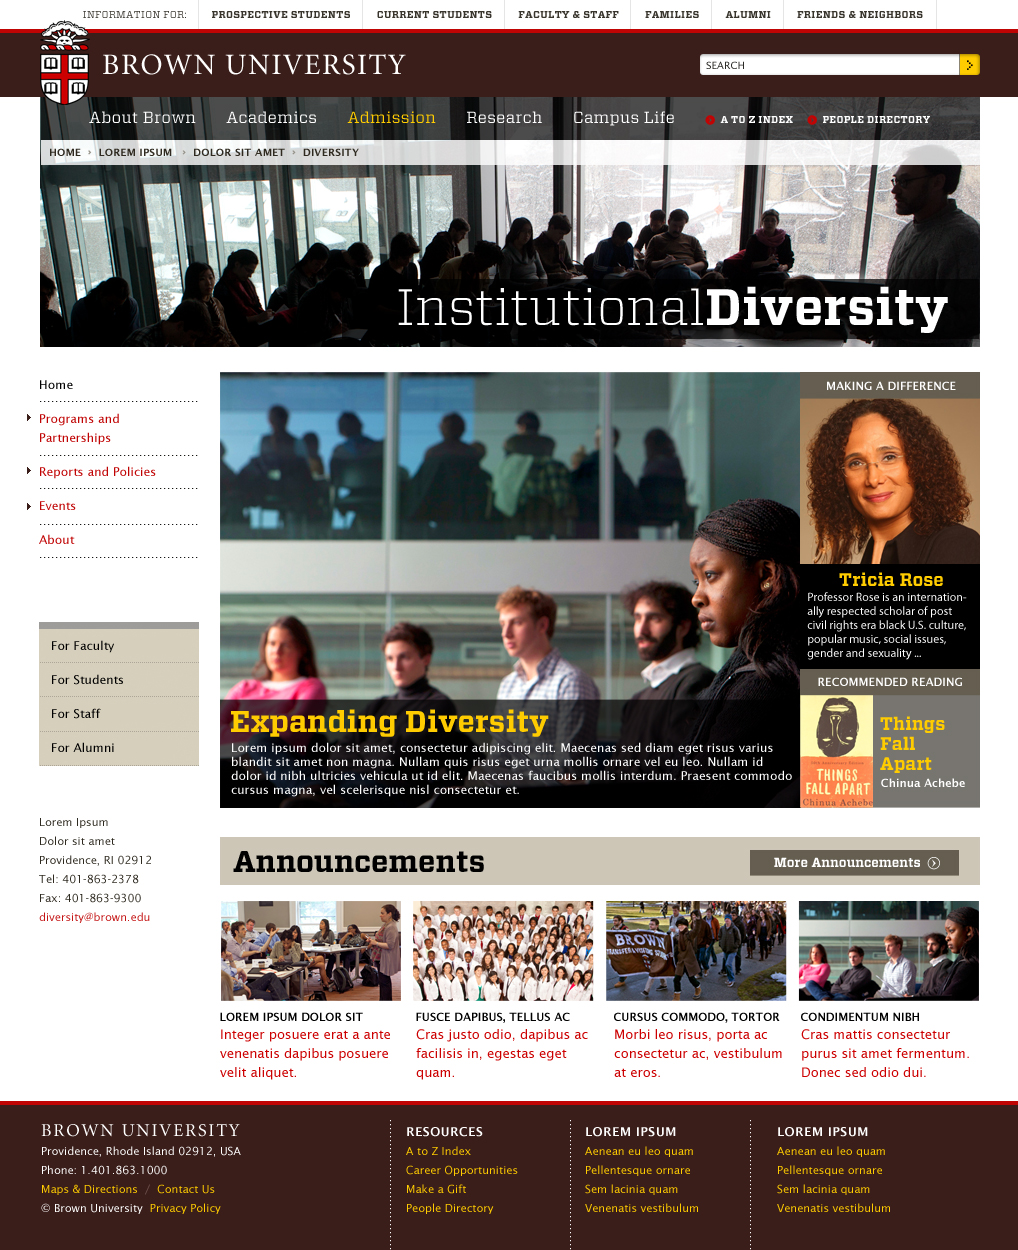 INFORMATION FOR: PROSPECTIVE STUDENTS CURRENT STUDENTS FACULTY & STAFF FAMILIES ALUMNI FRIENDS & NEIGHBORS
BROWN UNIVERSITY
SEARCH
About Brown Academics Admission Research Campus Life A TO Z INDEX PEOPLE DIRECTORY
HOME › LOREM IPSUM › DOLOR SIT AMET › DIVERSITY
InstitutionalDiversity
Home
Programs and
Partnerships
Reports and Policies
Events
About
For Faculty
For Students
For Staff
For Alumni
Lorem Ipsum
Dolor sit amet
Providence, RI 02912
Tel: 401-863-2378
Fax: 401-863-9300
diversity@brown.edu
Expanding Diversity
Lorem ipsum dolor sit amet, consectetur adipiscing elit. Maecenas sed diam eget risus varius
blandit sit amet non magna. Nullam quis risus eget urna mollis ornare vel eu leo. Nullam id
dolor id nibh ultricies vehicula ut id elit. Maecenas faucibus mollis interdum. Praesent commodo
cursus magna, vel scelerisque nisl consectetur et.
MAKING A DIFFERENCE
Tricia Rose
Professor Rose is an internation-
ally respected scholar of post
civil rights era black U.S. culture,
popular music, social issues,
gender and sexuality ...
RECOMMENDED READING
THINGS
FALL APART
Chinua Achebe
Things
Fall
Apart
Chinua Achebe
Announcements
More Announcements
BROWN
LOREM IPSUM DOLOR SIT
Integer posuere erat a ante
venenatis dapibus posuere
velit aliquet.
FUSCE DAPIBUS, TELLUS AC
Cras justo odio, dapibus ac
facilisis in, egestas eget
quam.
CURSUS COMMODO, TORTOR
Morbi leo risus, porta ac
consectetur ac, vestibulum
at eros.
CONDIMENTUM NIBH
Cras mattis consectetur
purus sit amet fermentum.
Donec sed odio dui.
BROWN UNIVERSITY
Providence, Rhode Island 02912, USA
Phone: 1.401.863.1000
Maps & Directions / Contact Us
© Brown University Privacy Policy
RESOURCES
A to Z Index
Career Opportunities
Make a Gift
People Directory
LOREM IPSUM
Aenean eu leo quam
Pellentesque ornare
Sem lacinia quam
Venenatis vestibulum
LOREM IPSUM
Aenean eu leo quam
Pellentesque ornare
Sem lacinia quam
Venenatis vestibulum